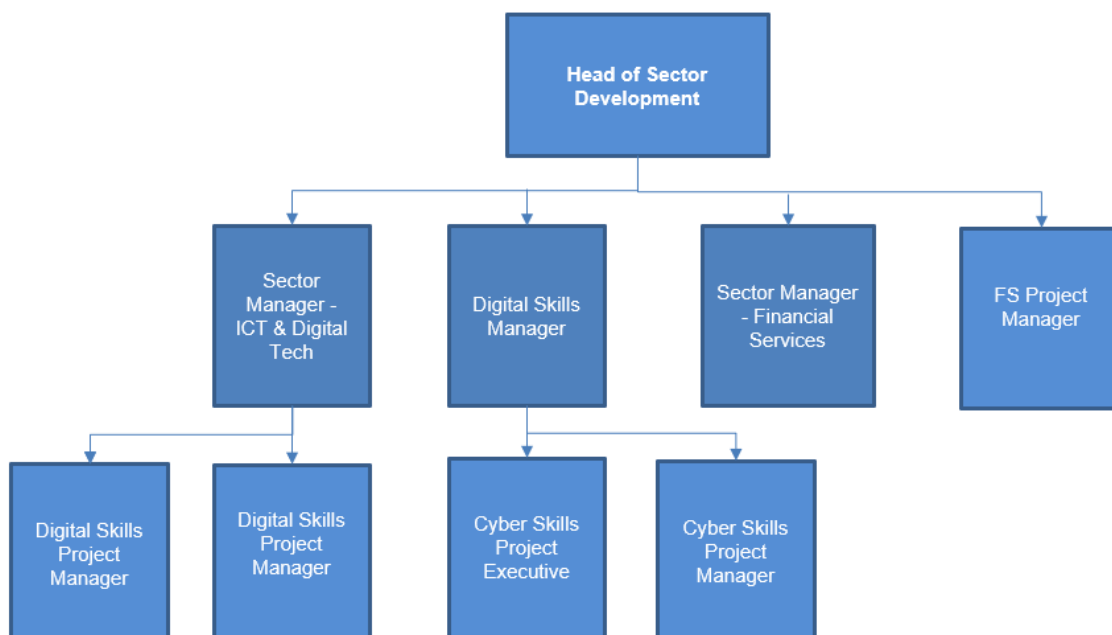 Head of Sector
Development
Sector
Manager -
ICT & Digital
Tech
Digital Skills
Manager
Sector Manager
- Financial
Services
FS Project
Manager
Digital Skills
Project
Manager
Digital Skills
Project
Manager
Cyber Skills
Project
Executive
Cyber Skills
Project
Manager